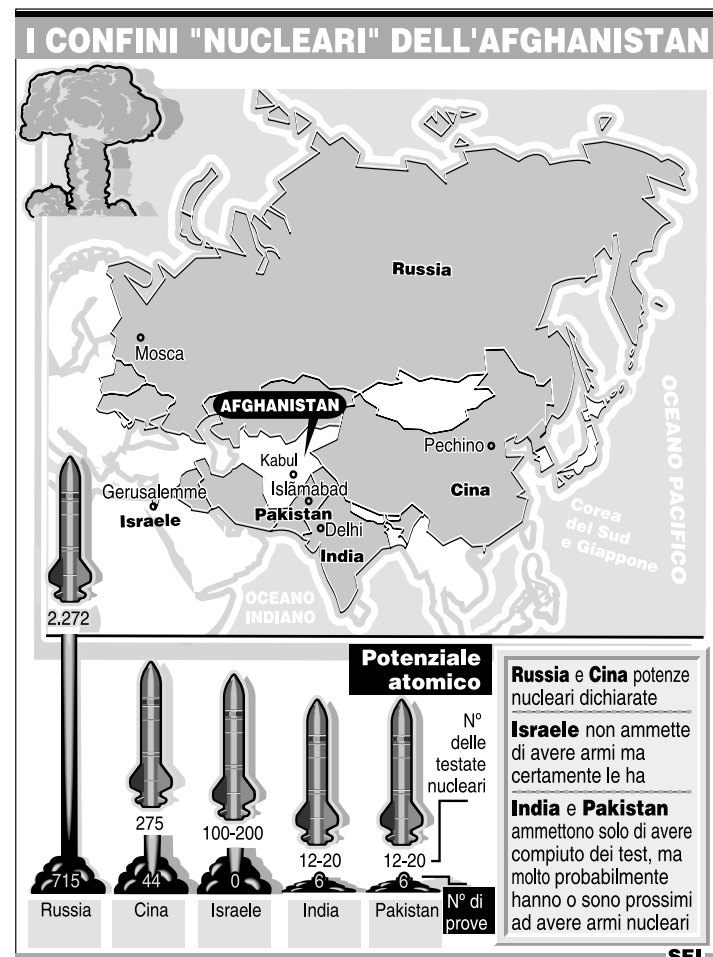 I CONFINI "NUCLEARI" DELL'AFGHANISTAN
Russia
Mosca
AFGHANISTAN
Pechino
Kabul
Cina
Gerusalemme
Islamabad
Israele
Pakistan
Delhi
India
OCEANO PACIFICO
Corea
del Sud
e Giappone
OCEANO
INDIANO
2.272
275
100-200
12-20
12-20
Potenziale
atomico
N° delle
testate
nucleari
715
44
0
6
6
N° di
prove
Russia
Cina
Israele
India
Pakistan
Russia e Cina potenze
nucleari dichiarate
Israele non ammette
di avere armi ma
certamente le ha
India e Pakistan
ammettono solo di avere
compiuto dei test, ma
molto probabilmente
hanno o sono prossimi
ad avere armi nucleari